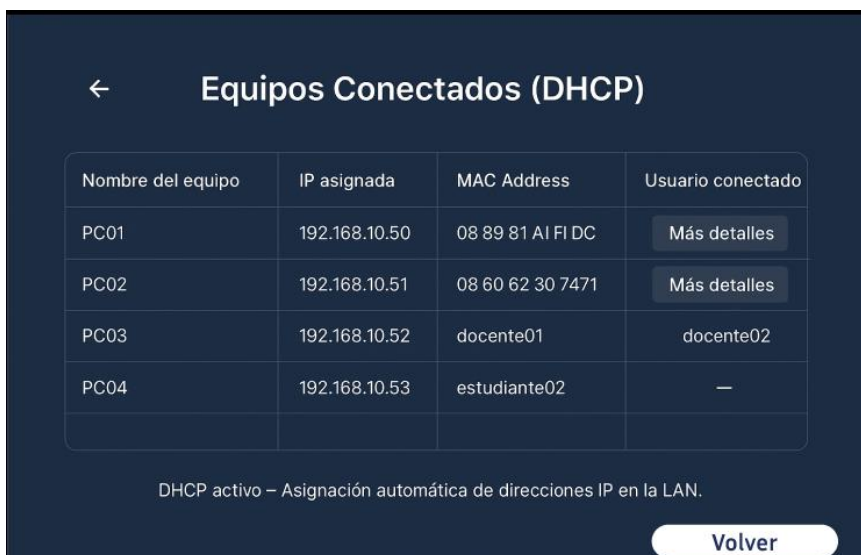 ← Equipos Conectados (DHCP)
Nombre del equipo IP asignada MAC Address Usuario conectado
PC01 192.168.10.50 08 89 81 AI FI DC Más detalles
PC02 192.168.10.51 08 60 62 30 7471 Más detalles
PC03 192.168.10.52 docente01 docente02
PC04 192.168.10.53 estudiante02 —
DHCP activo – Asignación automática de direcciones IP en la LAN.
Volver